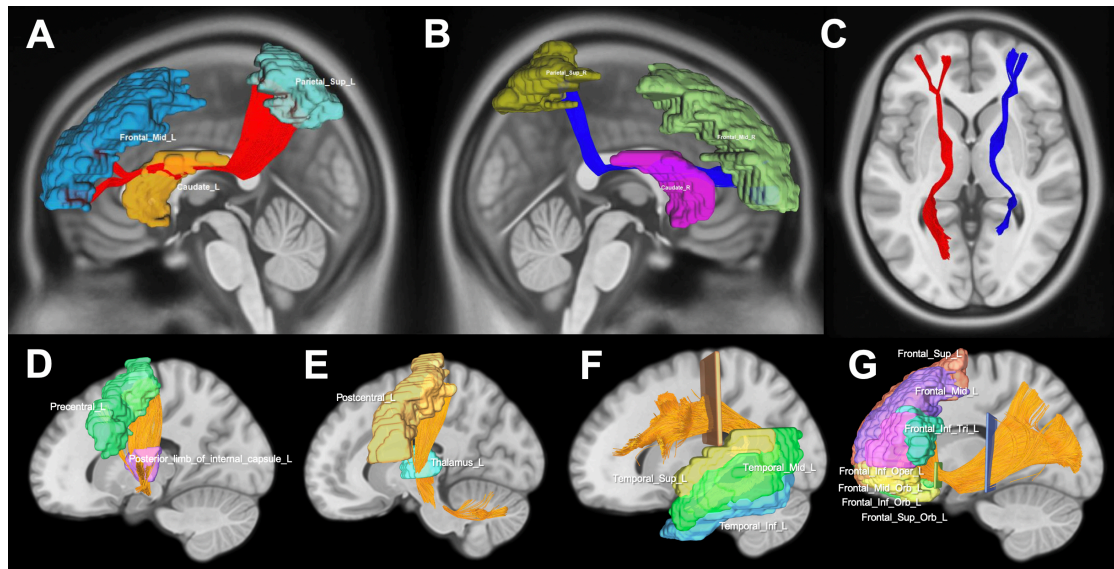 A
B
C
Parietal_Sup_L
Frontal_Mid_L
Caudate_L
Parietal_Sup_R
Frontal_Mid_R
Caudate_R
D
E
F
G
Precentral_L
Posterior_limb_of_internal_capsule_L
Postcentral_L
Thalamus_L
Temporal_Sup_L
Temporal_Mid_L
Temporal_Inf_L
Frontal_Sup_L
Frontal_Mid_L
Frontal_Inf_Tri_L
Frontal_Inf_Oper_L
Frontal_Mid_Orb_L
Frontal_Inf_Orb_L
Frontal_Sup_Orb_L